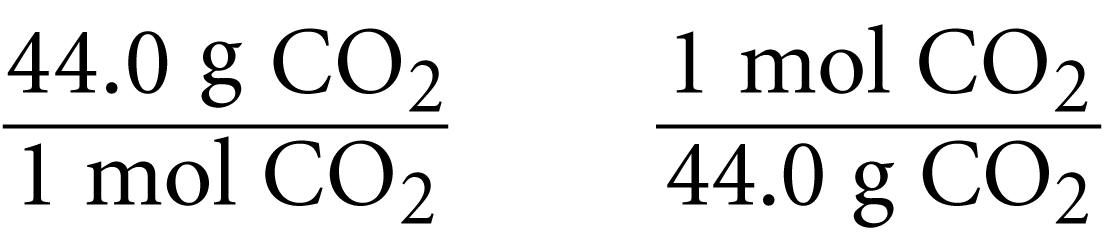 44.0 g CO₂ 1 mol CO₂
1 mol CO₂ 44.0 g CO₂